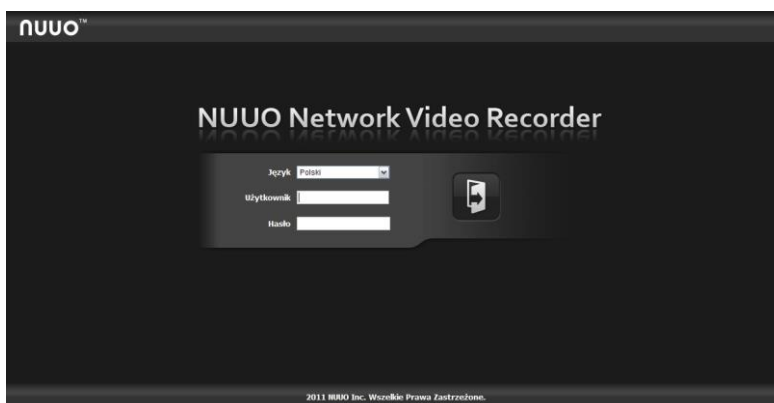 nuuo™
NUUO Network Video Recorder
Język Polski
Użytkownik
Hasło
2011 NUUO Inc. Wszelkie Prawa Zastrzeżone.